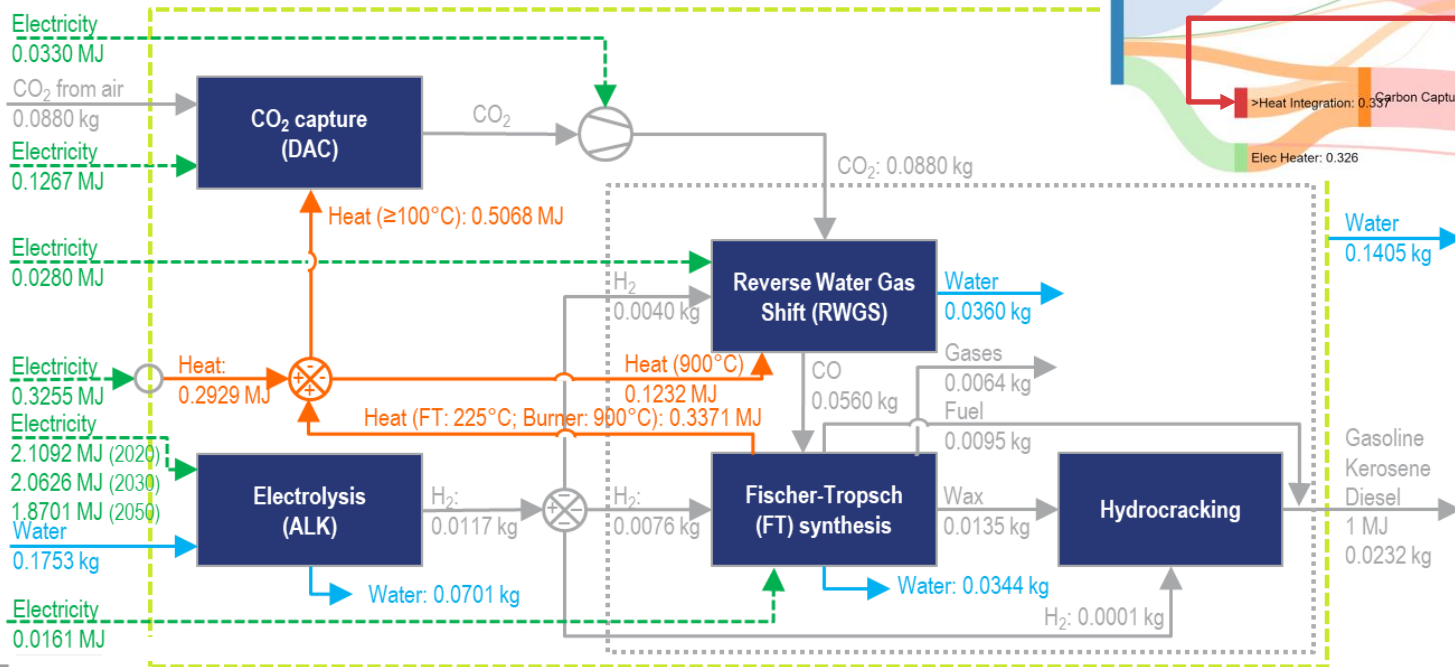 Electricity
0.0330 MJ
CO₂ from air
0.0880 kg
Electricity
0.1267 MJ
CO₂ capture
(DAC)
CO₂
CO₂: 0.0880 kg
>Heat Integration: 0.337
Carbon Captu
Elec Heater: 0.326
Heat (≥100°C): 0.5068 MJ
Electricity
0.0280 MJ
H₂
0.0040 kg
Reverse Water Gas
Shift (RWGS)
Water
0.0360 kg
Water
0.1405 kg
Electricity
0.3255 MJ
Heat:
0.2929 MJ
Heat (900°C)
0.1232 MJ
CO
0.0560 kg
Gases
0.0064 kg
Heat (FT: 225°C; Burner: 900°C): 0.3371 MJ
Fuel
0.0095 kg
Electricity
2.1092 MJ (2020)
2.0626 MJ (2030)
1.8701 MJ (2050)
Water
0.1753 kg
Electrolysis
(ALK)
H₂:
0.0117 kg
H₂:
0.0076 kg
Fischer-Tropsch
(FT) synthesis
Wax
0.0135 kg
Hydrocracking
Gasoline
Kerosene
Diesel
1 MJ
0.0232 kg
Water: 0.0701 kg
Water: 0.0344 kg
H₂: 0.0001 kg
Electricity
0.0161 MJ